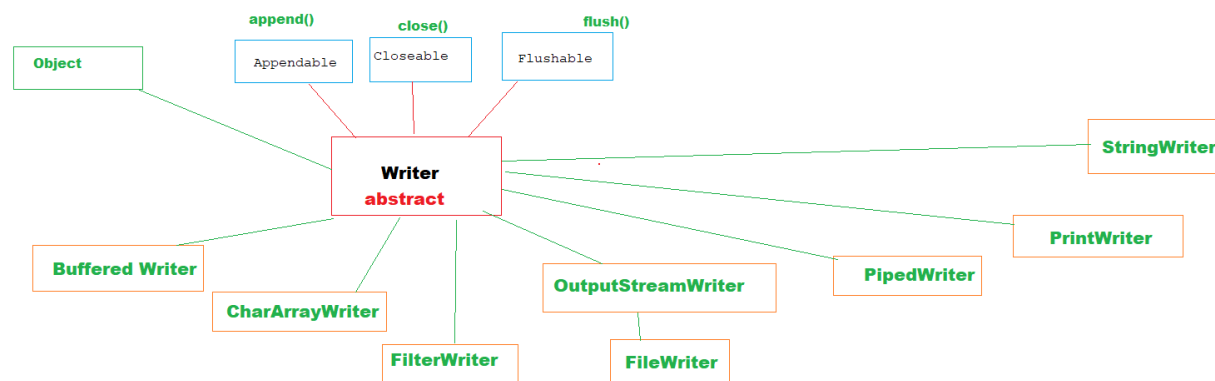 append()
close()
flush()
Object
Appendable
Closeable
Flushable
Writer
abstract
StringWriter
PrintWriter
Buffered Writer
PipedWriter
OutputStreamWriter
CharArrayWriter
FilterWriter
FileWriter